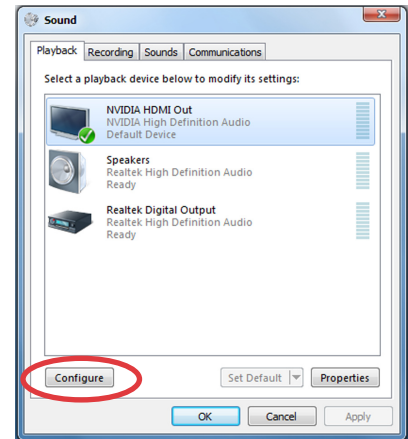 Sound
Playback Recording Sounds Communications
Select a playback device below to modify its settings:
NVIDIA HDMI Out
NVIDIA High Definition Audio
Default Device
Speakers
Realtek High Definition Audio
Ready
Realtek Digital Output
Realtek High Definition Audio
Ready
Configure Set Default Properties
OK Cancel Apply